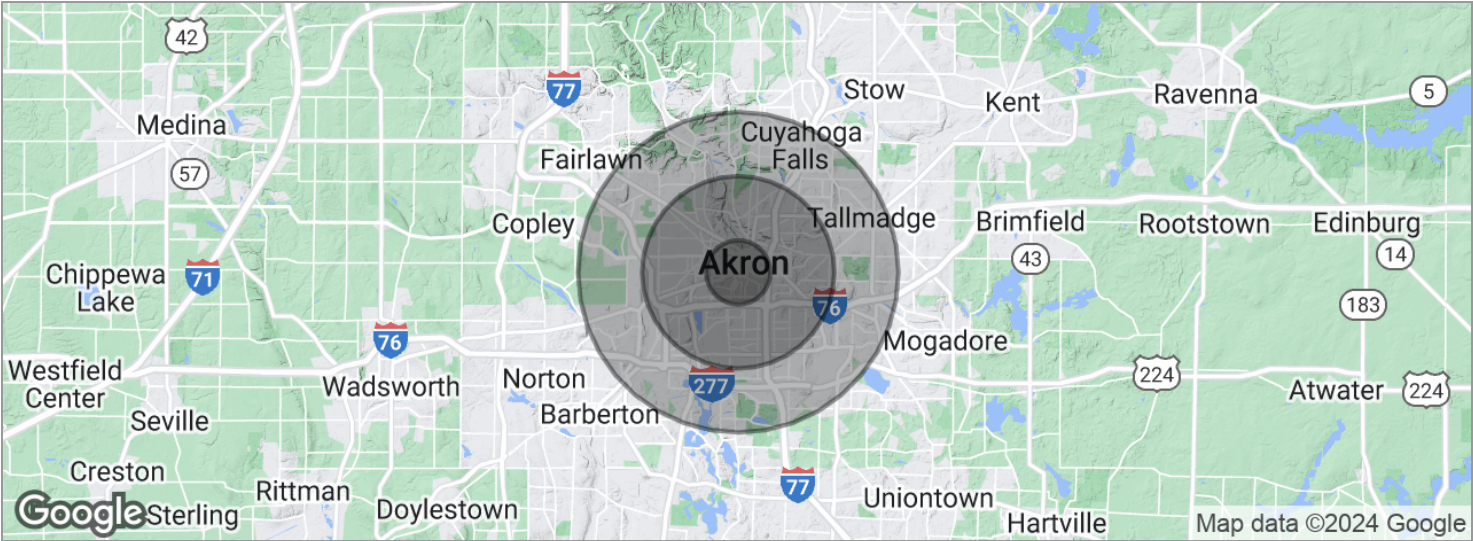 42
77
Stow
Kent
Ravenna
5
Medina
Cuyahoga
Falls
Fairlawn
57
Copley
Tallmadge
Brimfield
Rootstown
Edinburg
14
43
Akron
Chippewa
Lake
71
76
183
76
Mogadore
Westfield
Center
Wadsworth
Norton
277
224
Atwater
224
Barberton
Seville
Creston
Rittman
77
Uniontown
Doylestown
Hartville
Google
Sterling
Map data ©2024 Google